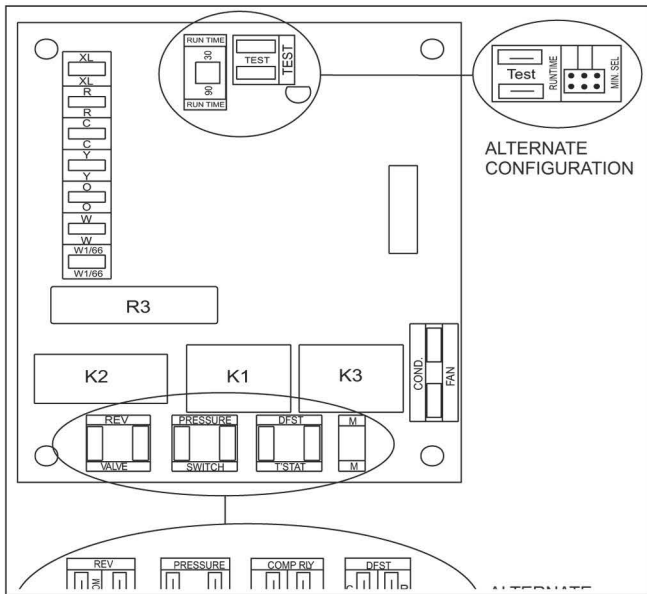 RUN TIME
30
90
RUN TIME
TEST
TEST
Test
RUNTIME
MIN. SEL
ALTERNATE
CONFIGURATION
XL
XL
R
R
C
C
Y
Y
O
O
W
W
W1/66
W1/66
R3
K2
K1
K3
COND.
FAN
REV
VALVE
PRESSURE
SWITCH
DFST
T'STAT
M
M
REV
PRESSURE
COMP RLY
DFST
ALTERNATE